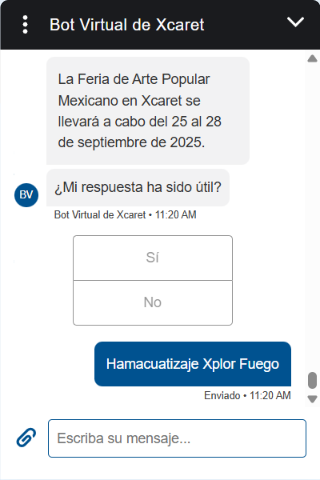 Bot Virtual de Xcaret
La Feria de Arte Popular
Mexicano en Xcaret se
llevará a cabo del 25 al 28
de septiembre de 2025.
¿Mi respuesta ha sido útil?
BV
Bot Virtual de Xcaret • 11:20 AM
Sí
No
Hamacuatizaje Xplor Fuego
Enviado • 11:20 AM
Escriba su mensaje...